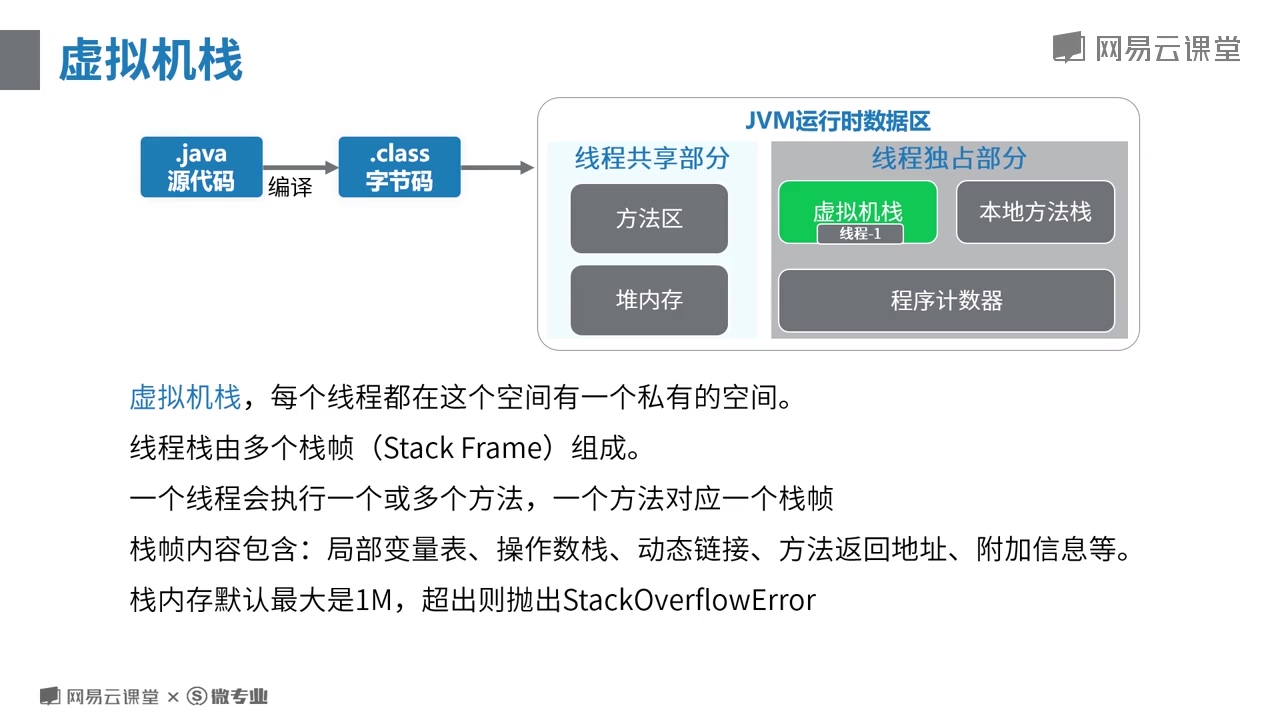 虚拟机栈
网易云课堂
JVM运行时数据区
.java
源代码
编译
.class
字节码
线程共享部分
线程独占部分
方法区
虚拟机栈
线程-1
本地方法栈
堆内存
程序计数器
虚拟机栈，每个线程都在这个空间有一个私有的空间。
线程栈由多个栈帧（Stack Frame）组成。
一个线程会执行一个或多个方法，一个方法对应一个栈帧
栈帧内容包含：局部变量表、操作数栈、动态链接、方法返回地址、附加信息等。
栈内存默认最大是1M，超出则抛出StackOverflowError
网易云课堂 × S 微专业